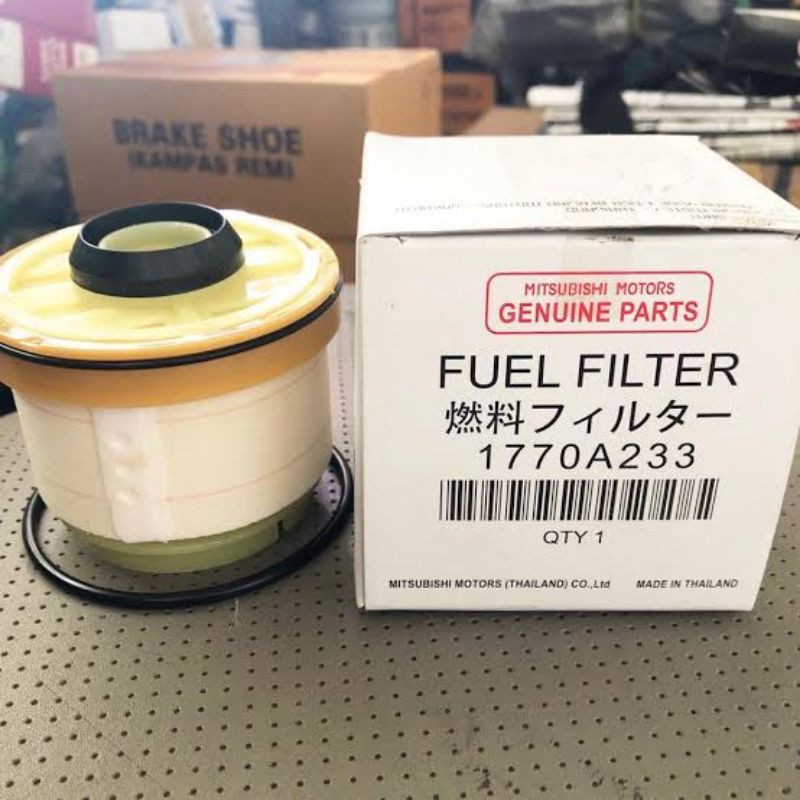 BRAKE SHOE
(KAMPAS REM)
MITSUBISHI MOTORS
GENUINE PARTS
FUEL FILTER
燃料フィルター
1770A233
QTY 1
MITSUBISHI MOTORS (THAILAND) CO.,Ltd MADE IN THAILAND